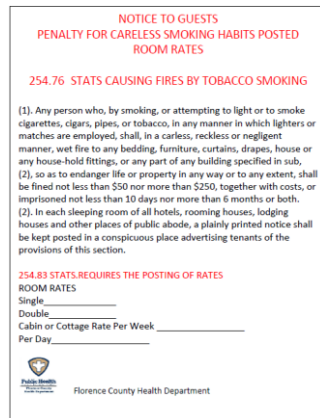 NOTICE TO GUESTS
PENALTY FOR CARELESS SMOKING HABITS POSTED
ROOM RATES
254.76 STATS CAUSING FIRES BY TOBACCO SMOKING
(1). Any person who, by smoking, or attempting to light or to smoke
cigarettes, cigars, pipes, or tobacco, in any manner in which lighters or
matches are employed, shall, in a carless, reckless or negligent
manner, wet fire to any bedding, furniture, curtains, drapes, house or
any house-hold fittings, or any part of any building specified in sub,
(2), so as to endanger life or property in any way or to any extent, shall
be fined not less than $50 nor more than $250, together with costs, or
imprisoned not less than 10 days nor more than 6 months or both.
(2). In each sleeping room of all hotels, rooming houses, lodging
houses and other places of public abode, a plainly printed notice shall
be kept posted in a conspicuous place advertising tenants of the
provisions of this section.
254.83 STATS.REQUIRES THE POSTING OF RATES
ROOM RATES
Single______________
Double______________
Cabin or Cottage Rate Per Week _________________
Per Day___________________
Public Health
Florence County Health Department